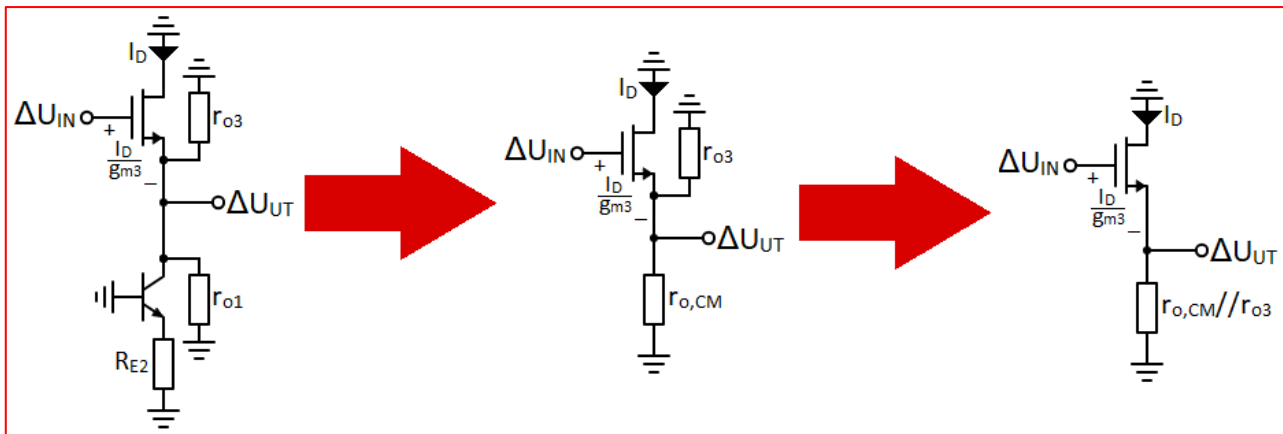 I_D
ΔU_IN
+
I_D
g_m3
–
r_o3
ΔU_UT
r_o1
R_E2
I_D
ΔU_IN
+
I_D
g_m3
–
r_o3
ΔU_UT
r_o,CM
I_D
ΔU_IN
+
I_D
g_m3
–
ΔU_UT
r_o,CM//r_o3